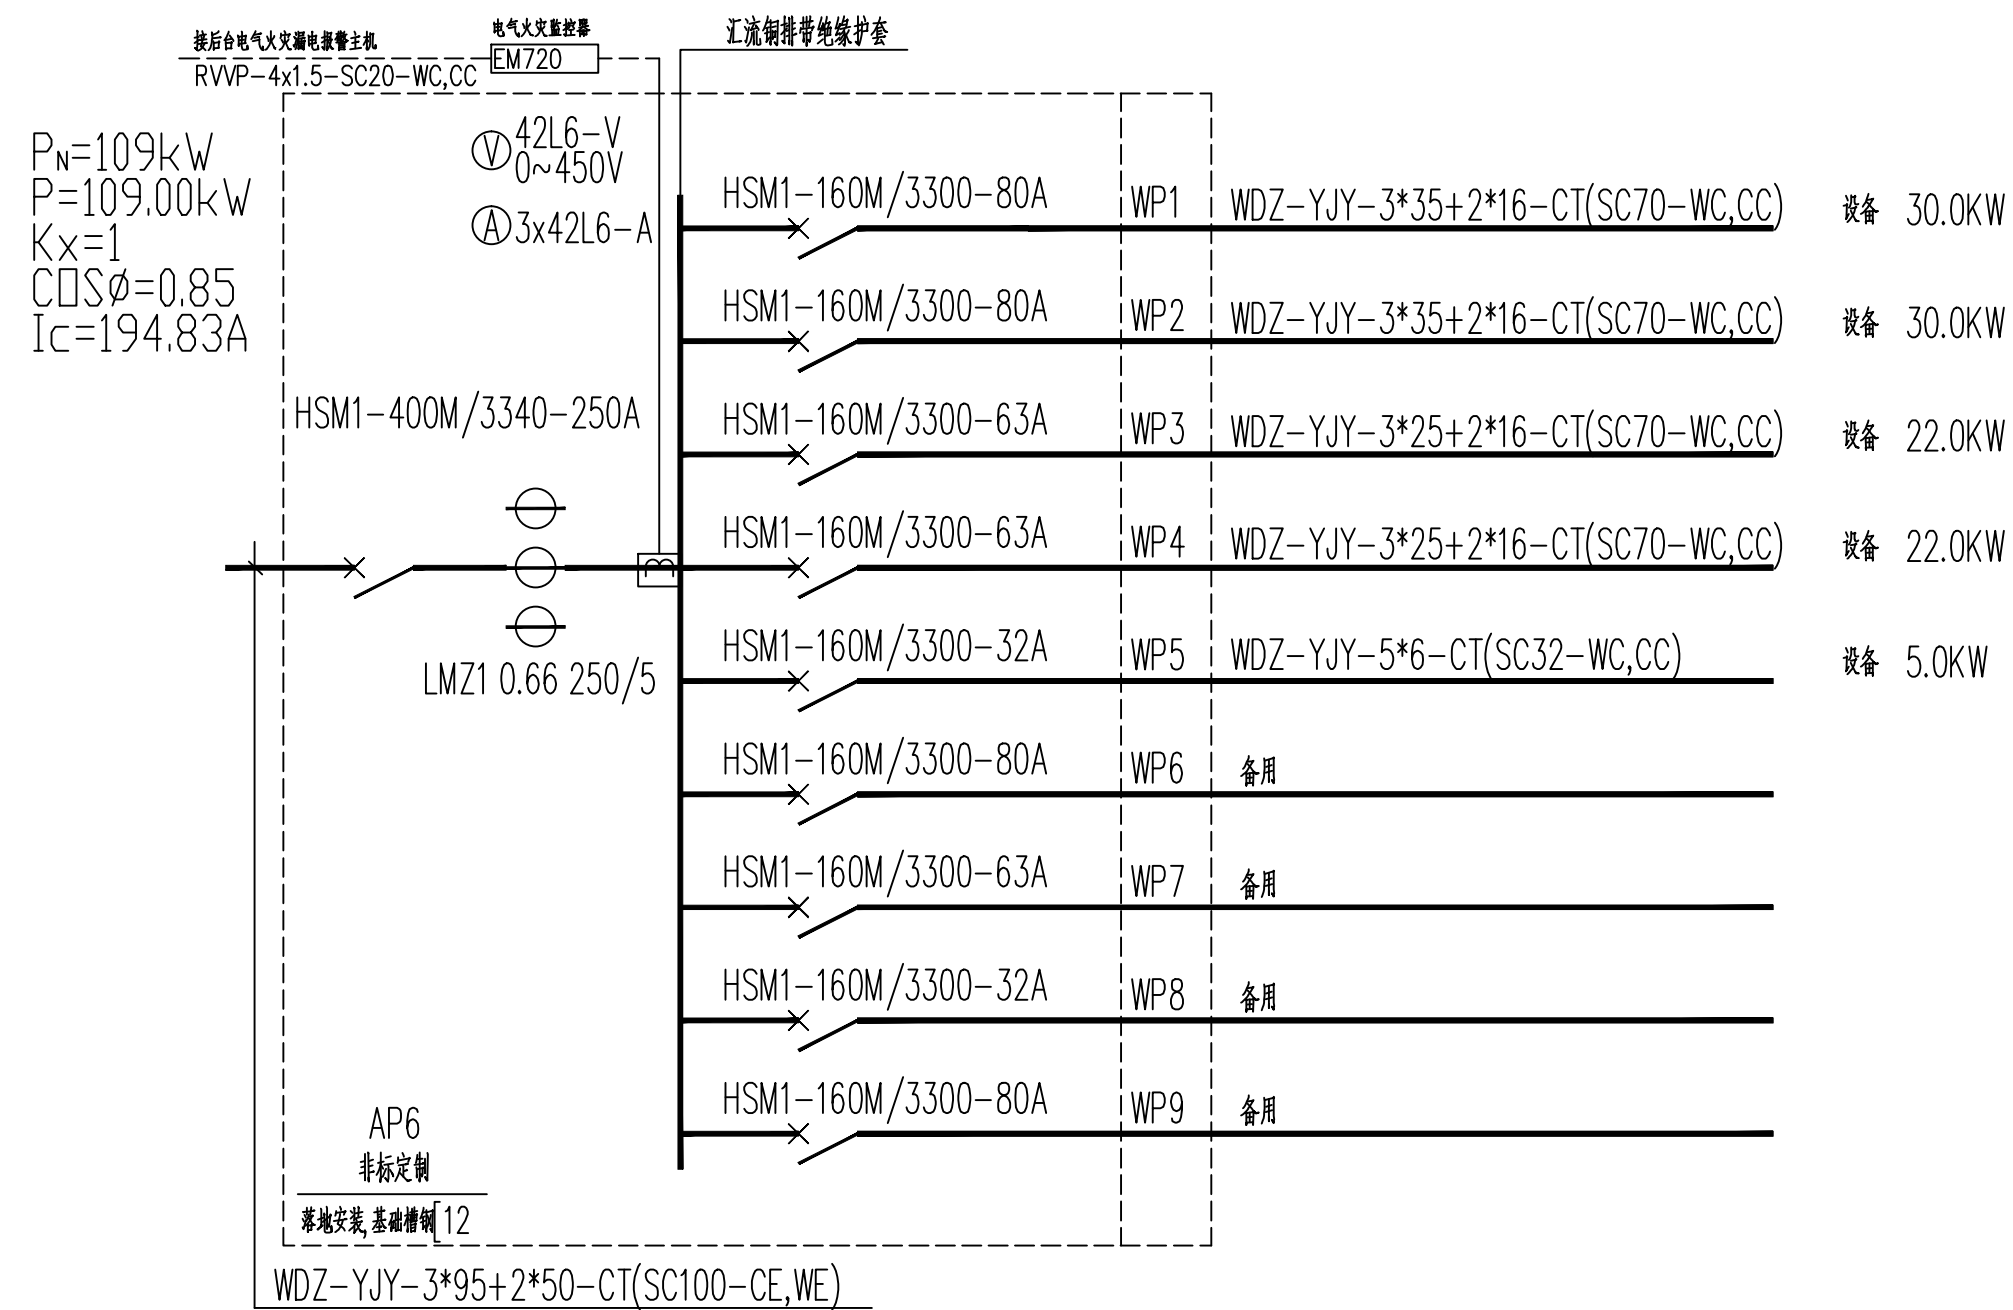 接后台电气火灾漏电报警主机
RVVP-4x1.5-SC20-WC,CC
电气火灾监控器
EM720
汇流铜排带绝缘护套
PN=109kW
P=109.00kW
Kx=1
COSø=0.85
Ic=194.83A
V 42L6-V
0~450V
A 3x42L6-A
HSM1-400M/3340-250A
LMZ1 0.66 250/5
HSM1-160M/3300-80A WP1 WDZ-YJY-3*35+2*16-CT(SC70-WC,CC) 设备 30.0KW
HSM1-160M/3300-80A WP2 WDZ-YJY-3*35+2*16-CT(SC70-WC,CC) 设备 30.0KW
HSM1-160M/3300-63A WP3 WDZ-YJY-3*25+2*16-CT(SC70-WC,CC) 设备 22.0KW
HSM1-160M/3300-63A WP4 WDZ-YJY-3*25+2*16-CT(SC70-WC,CC) 设备 22.0KW
HSM1-160M/3300-32A WP5 WDZ-YJY-5*6-CT(SC32-WC,CC) 设备 5.0KW
HSM1-160M/3300-80A WP6 备用
HSM1-160M/3300-63A WP7 备用
HSM1-160M/3300-32A WP8 备用
HSM1-160M/3300-80A WP9 备用
AP6
非标定制
落地安装,基础槽钢[12
WDZ-YJY-3*95+2*50-CT(SC100-CE,WE)